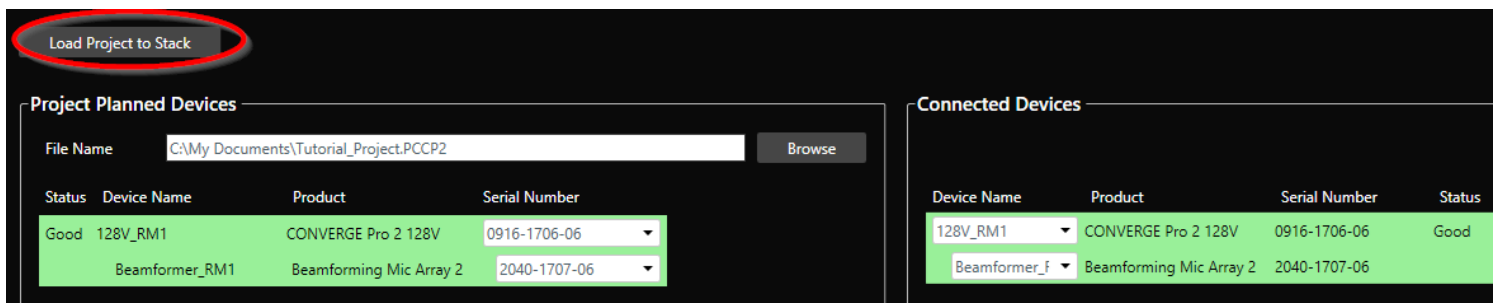 Load Project to Stack
Project Planned Devices
File Name C:\My Documents\Tutorial_Project.PCCP2 Browse
Status Device Name Product Serial Number
Good 128V_RM1 CONVERGE Pro 2 128V 0916-1706-06
Beamformer_RM1 Beamforming Mic Array 2 2040-1707-06
Connected Devices
Device Name Product Serial Number Status
128V_RM1 CONVERGE Pro 2 128V 0916-1706-06 Good
Beamformer_F Beamforming Mic Array 2 2040-1707-06